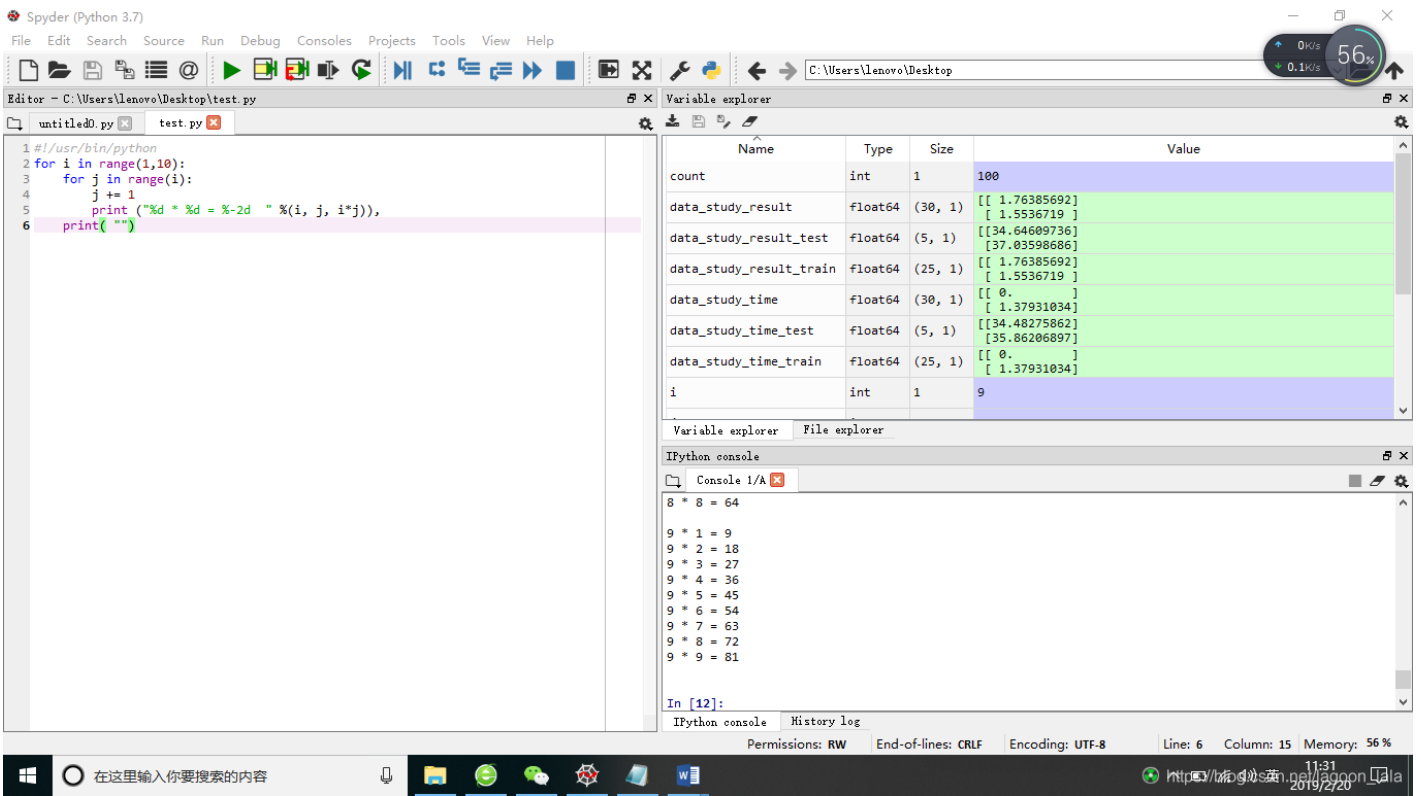 Spyder (Python 3.7)
File Edit Search Source Run Debug Consoles Projects Tools View Help
0K/s
0.1K/s
56%
C:\Users\lenovo\Desktop
Editor - C:\Users\lenovo\Desktop\test.py
untitled0.py test.py
1 #!/usr/bin/python
2 for i in range(1,10):
3     for j in range(i):
4         j += 1
5         print ("%d * %d = %-2d  " %(i, j, i*j)),
6     print( "")
Variable explorer
Name Type Size Value
count int 1 100
data_study_result float64 (30, 1) [[ 1.76385692]
[ 1.5536719 ]
data_study_result_test float64 (5, 1) [[34.64609736]
[37.03598686]
data_study_result_train float64 (25, 1) [[ 1.76385692]
[ 1.5536719 ]
data_study_time float64 (30, 1) [[ 0.        ]
[ 1.37931034]
data_study_time_test float64 (5, 1) [[34.48275862]
[35.86206897]
data_study_time_train float64 (25, 1) [[ 0.        ]
[ 1.37931034]
i int 1 9
Variable explorer File explorer
IPython console
Console 1/A
8 * 8 = 64
9 * 1 = 9
9 * 2 = 18
9 * 3 = 27
9 * 4 = 36
9 * 5 = 45
9 * 6 = 54
9 * 7 = 63
9 * 8 = 72
9 * 9 = 81
In [12]:
IPython console History log
Permissions: RW End-of-lines: CRLF Encoding: UTF-8 Line: 6 Column: 15 Memory: 56 %
在这里输入你要搜索的内容
英
11:31
2019/2/20